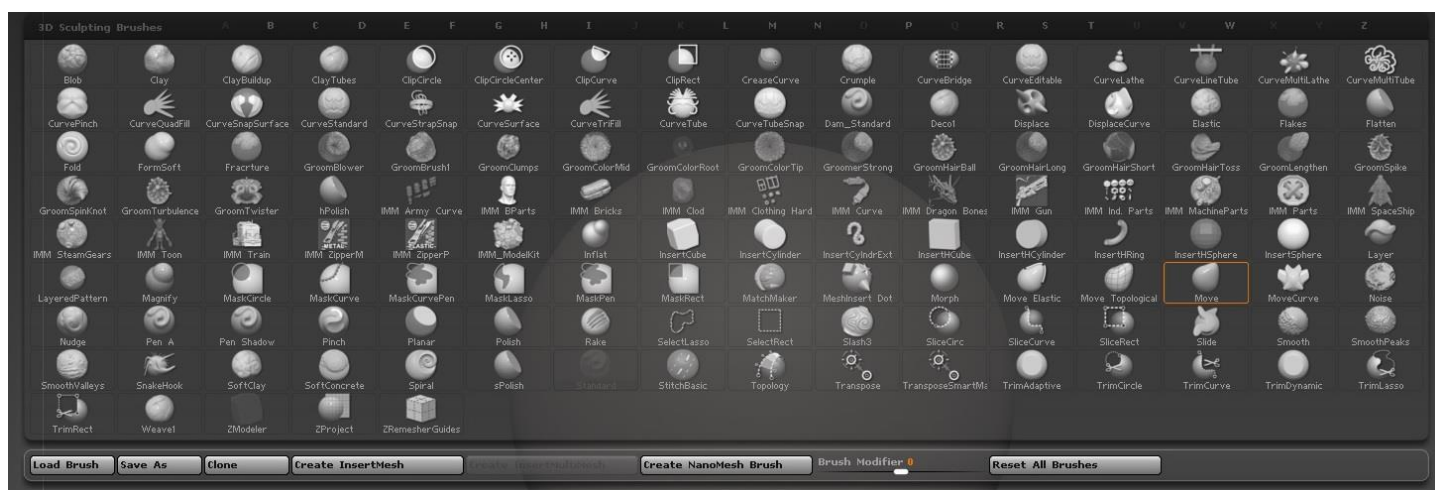 3D Sculpting Brushes A B C D E F G H I J K L M N O P Q R S T U V W X Y Z
Blob Clay ClayBuildup ClayTubes ClipCircle ClipCircleCenter ClipCurve ClipRect CreaseCurve Crumple CurveBridge CurveEditable CurveLathe CurveLineTube CurveMultiLathe CurveMultiTube
CurvePinch CurveQuadFill CurveSnapSurface CurveStandard CurveStrapSnap CurveSurface CurveTriFill CurveTube CurveTubeSnap Dam_Standard Deco1 Displace DisplaceCurve Elastic Flakes Flatten
Fold FormSoft Fracrture GroomBlower GroomBrush1 GroomClumps GroomColorMid GroomColorRoot GroomColorTip GroomerStrong GroomHairBall GroomHairLong GroomHairShort GroomHairToss GroomLengthen GroomSpike
GroomSpinKnot GroomTurbulence GroomTwister hPolish IMM Army Curve IMM BParts IMM Bricks IMM Clod IMM Clothing Hard IMM Curve IMM Dragon Bones IMM Gun IMM Ind. Parts IMM MachineParts IMM Parts IMM SpaceShip
METAL PLASTIC
IMM SteamGears IMM Toon IMM Train IMM ZipperM IMM ZipperP IMM_ModelKit Inflat InsertCube InsertCylinder InsertCylndrExt InsertHCube InsertHCylinder InsertHRing InsertHSphere InsertSphere Layer
LayeredPattern Magnify MaskCircle MaskCurve MaskCurvePen MaskLasso MaskPen MaskRect MatchMaker MeshInsert Dot Morph Move Elastic Move Topological Move MoveCurve Noise
Nudge Pen A Pen Shadow Pinch Planar Polish Rake SelectLasso SelectRect Slash3 SliceCirc SliceCurve SliceRect Slide Smooth SmoothPeaks
SmoothValleys SnakeHook SoftClay SoftConcrete Spiral sPolish Standard StitchBasic Topology Transpose TransposeSmartMa TrimAdaptive TrimCircle TrimCurve TrimDynamic TrimLasso
TrimRect Weave1 ZModeler ZProject ZRemesherGuides
Load Brush Save As Clone Create InsertMesh Create InsertMultiMesh Create NanoMesh Brush Brush Modifier 0 Reset All Brushes